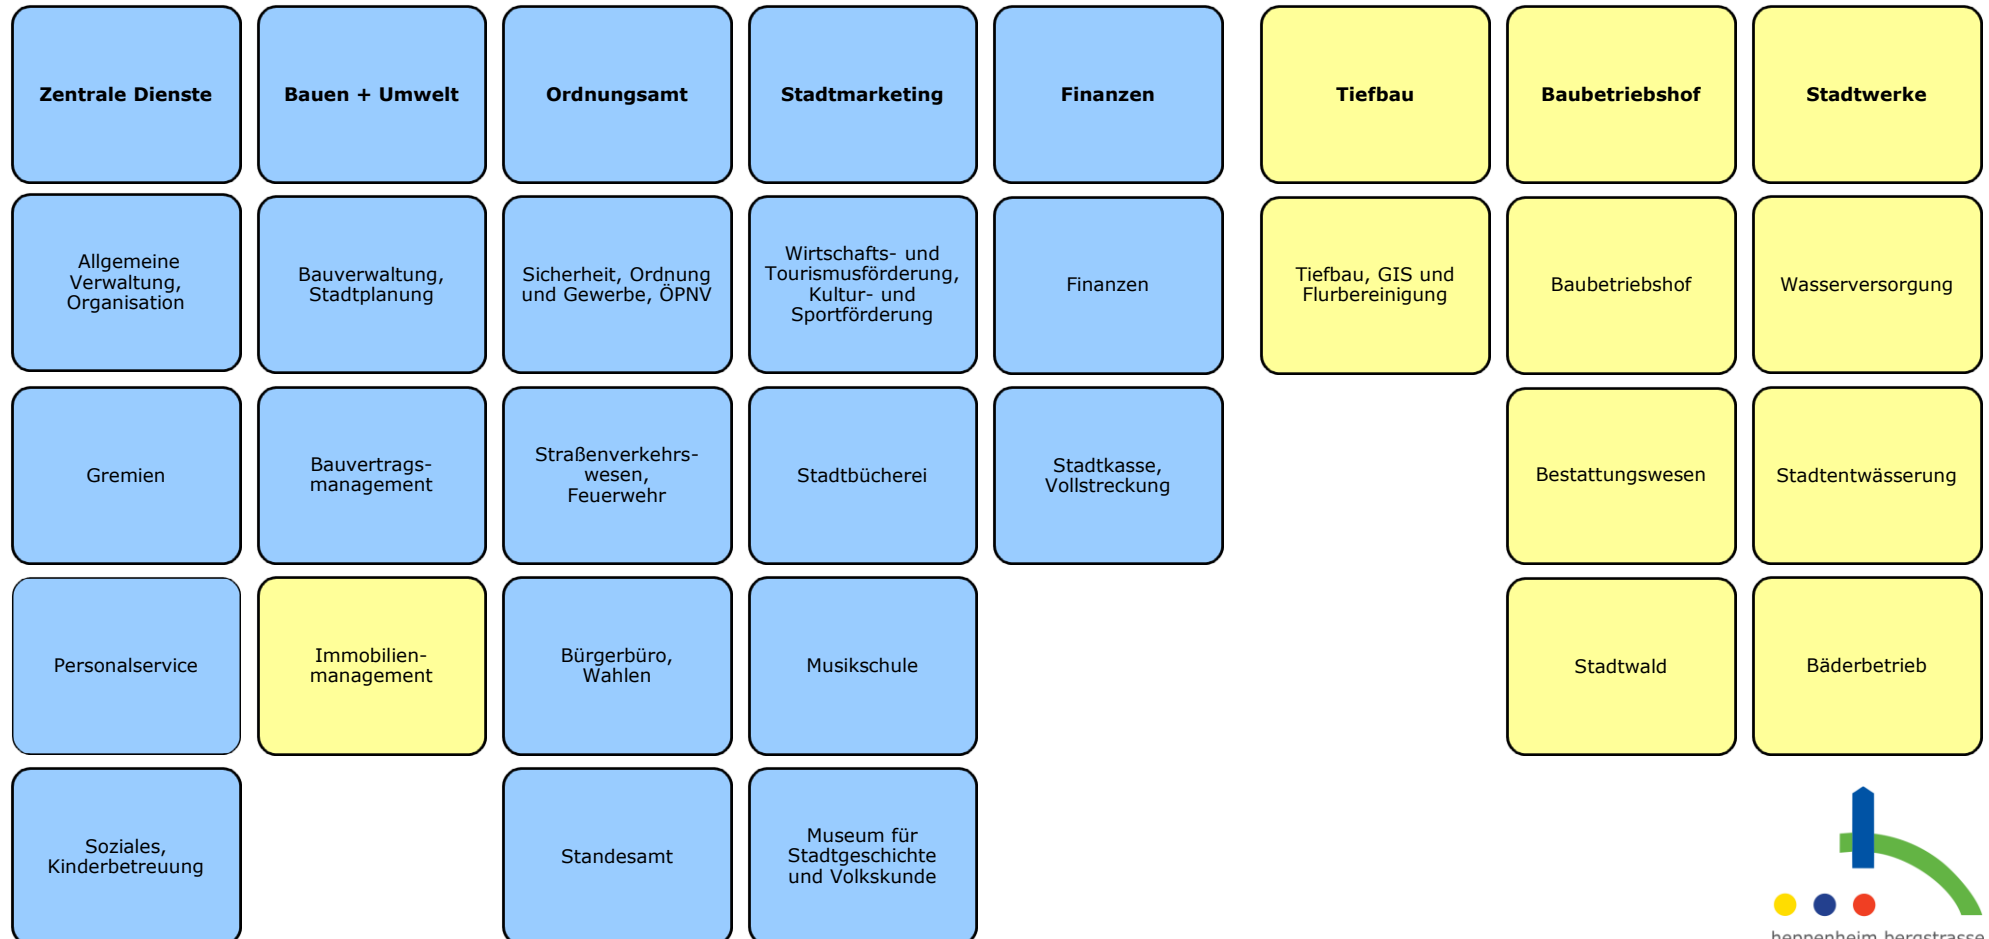 Zentrale Dienste
Bauen + Umwelt
Ordnungsamt
Stadtmarketing
Finanzen
Tiefbau
Baubetriebshof
Stadtwerke
Allgemeine
Verwaltung,
Organisation
Bauverwaltung,
Stadtplanung
Sicherheit, Ordnung
und Gewerbe, ÖPNV
Wirtschafts- und
Tourismusförderung,
Kultur- und
Sportförderung
Finanzen
Tiefbau, GIS und
Flurbereinigung
Baubetriebshof
Wasserversorgung
Gremien
Bauvertrags-
management
Straßenverkehrs-
wesen,
Feuerwehr
Stadtbücherei
Stadtkasse,
Vollstreckung
Bestattungswesen
Stadtentwässerung
Personalservice
Immobilien-
management
Bürgerbüro,
Wahlen
Musikschule
Stadtwald
Bäderbetrieb
Soziales,
Kinderbetreuung
Standesamt
Museum für
Stadtgeschichte
und Volkskunde
heppenheim bergstrasse